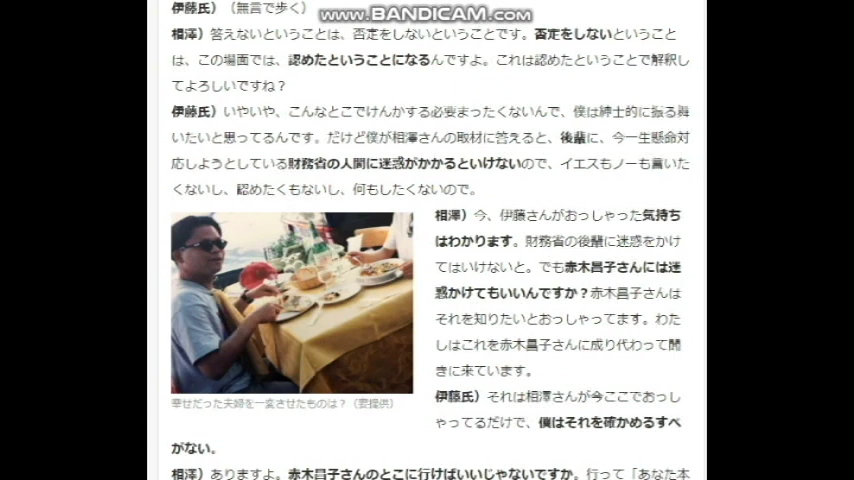 伊藤氏）（無言で歩く）
www.BANDICAM.com
相澤）答えないということは、否定をしないということです。否定をしないということ
は、この場面では、認めたということになるんですよ。これは認めたということで解釈し
てよろしいですね？
伊藤氏）いやいや、こんなとこでけんかする必要まったくないんで、僕は紳士的に振る舞
いたいと思ってるんです。だけど僕が相澤さんの取材に答えると、後輩に、今一生懸命対
応しようとしている財務省の人間に迷惑がかかるといけないので、イエスもノーも言いた
くないし、認めたくもないし、何もしたくないので。
相澤）今、伊藤さんがおっしゃった気持ち
はわかります。財務省の後輩に迷惑をかけ
てはいけないと。でも赤木昌子さんには迷
惑かけてもいいんですか？赤木昌子さんは
それを知りたいとおっしゃってます。わた
しはこれを赤木昌子さんに成り代わって聞
きに来ています。
幸せだった夫婦を一変させたものは？（妻提供）
伊藤氏）それは相澤さんが今ここでおっし
ゃってるだけで、僕はそれを確かめるすべ
がない。
相澤）ありますよ。赤木昌子さんのとこに行けばいいじゃないですか。行って「あなた本